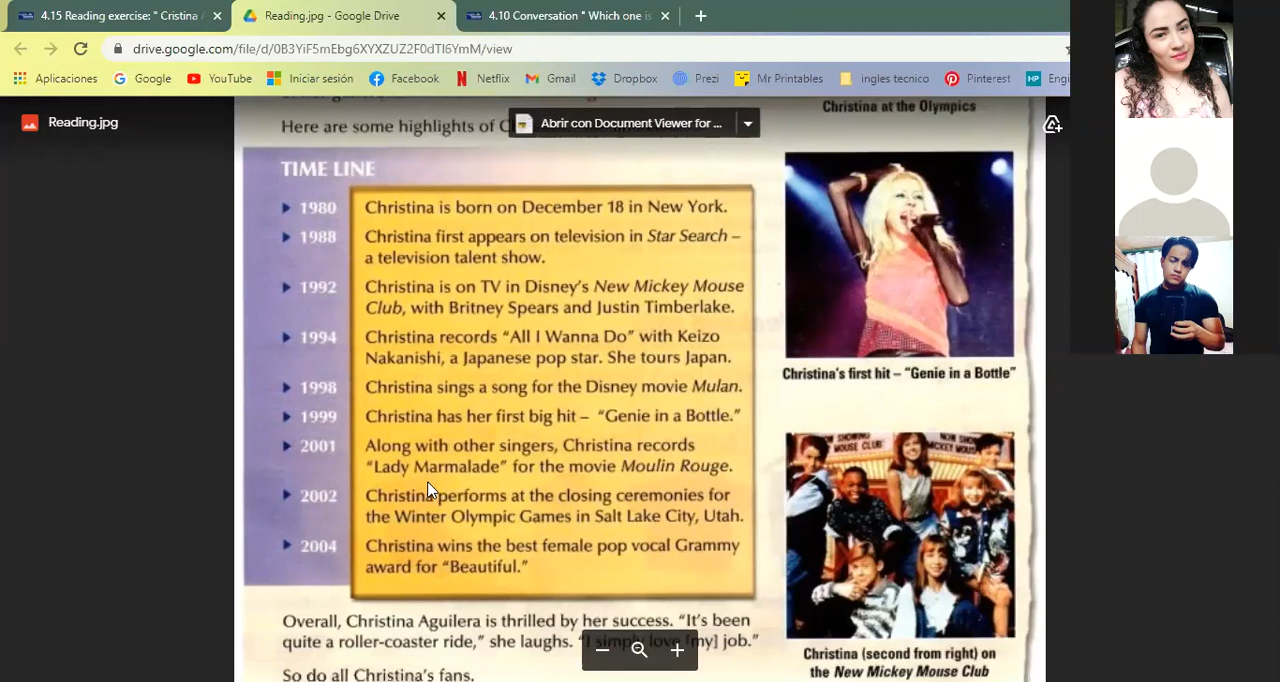 4.15 Reading exercise: " Cristina
Reading.jpg - Google Drive
4.10 Conversation " Which one is
drive.google.com/file/d/0B3YiF5mEbg6XYXZUZ2F0dTl6YmM/view
Aplicaciones
Google
YouTube
Iniciar sesión
Facebook
Netflix
Gmail
Dropbox
Prezi
Mr Printables
ingles tecnico
Pinterest
HP
Engi
Reading.jpg
Abrir con Document Viewer for ...
Here are some highlights of
Christina at the Olympics
TIME LINE
1980 Christina is born on December 18 in New York.
1988 Christina first appears on television in Star Search –
a television talent show.
1992 Christina is on TV in Disney's New Mickey Mouse
Club, with Britney Spears and Justin Timberlake.
1994 Christina records "All I Wanna Do" with Keizo
Nakanishi, a Japanese pop star. She tours Japan.
1998 Christina sings a song for the Disney movie Mulan.
1999 Christina has her first big hit – "Genie in a Bottle."
2001 Along with other singers, Christina records
"Lady Marmalade" for the movie Moulin Rouge.
2002 Christina performs at the closing ceremonies for
the Winter Olympic Games in Salt Lake City, Utah.
2004 Christina wins the best female pop vocal Grammy
award for "Beautiful."
Overall, Christina Aguilera is thrilled by her success. "It's been
quite a roller-coaster ride," she laughs. "I simply love [my] job."
So do all Christina's fans.
Christina's first hit – "Genie in a Bottle"
MOUSE CLUB
MICKEY MOUSE
Christina (second from right) on
the New Mickey Mouse Club